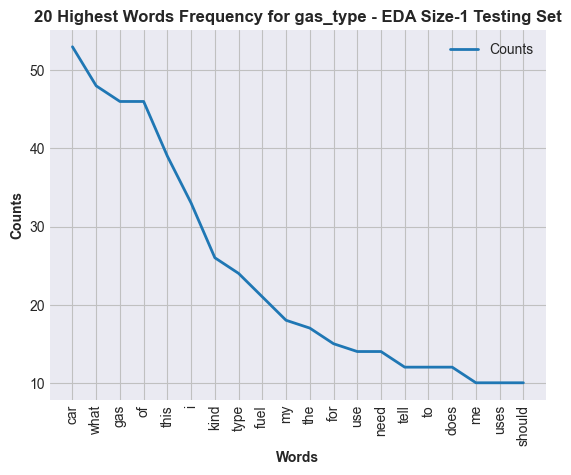 20 Highest Words Frequency for gas_type - EDA Size-1 Testing Set
Counts
Counts
50
40
30
20
10
car
what
gas
of
this
i
kind
type
fuel
my
the
for
use
need
tell
to
does
me
uses
should
Words